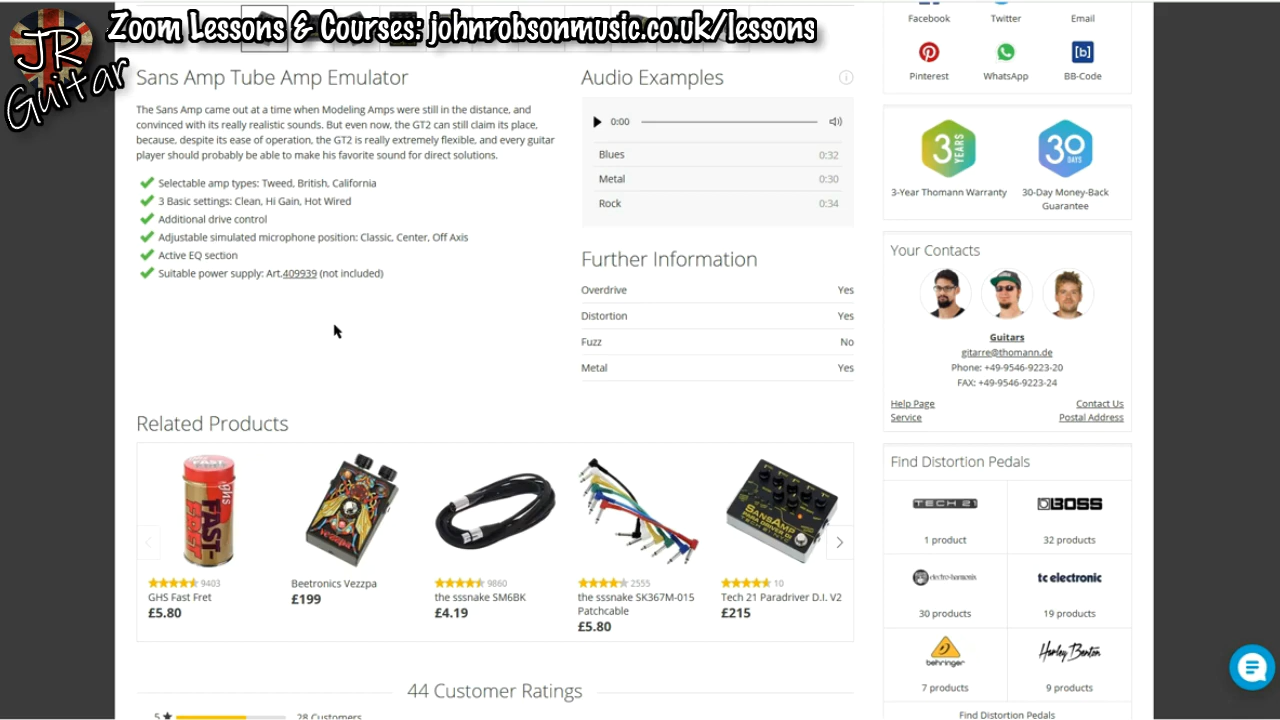 JR
Guitar
Zoom Lessons & Courses: johnrobsonmusic.co.uk/lessons
Sans Amp Tube Amp Emulator
The Sans Amp came out at a time when Modeling Amps were still in the distance, and
convinced with its really realistic sounds. But even now, the GT2 can still claim its place,
because, despite its ease of operation, the GT2 is really extremely flexible, and every guitar
player should probably be able to make his favorite sound for direct solutions.
Selectable amp types: Tweed, British, California
3 Basic settings: Clean, Hi Gain, Hot Wired
Additional drive control
Adjustable simulated microphone position: Classic, Center, Off Axis
Active EQ section
Suitable power supply: Art.409939 (not included)
Audio Examples
0:00
Blues 0:32
Metal 0:30
Rock 0:34
Further Information
Overdrive Yes
Distortion Yes
Fuzz No
Metal Yes
Related Products
FAST
ghs
FAST-FRET
SANSAMP
PARA DRIVER DI
9403
GHS Fast Fret
£5.80
Beetronics Vezzpa
£199
9860
the sssnake SM6BK
£4.19
2555
the sssnake SK367M-015
Patchcable
£5.80
10
Tech 21 Paradriver D.I. V2
£215
44 Customer Ratings
5 28 Customers
Facebook Twitter Email
Pinterest WhatsApp BB-Code
[b]
3 YEARS
30 DAYS
3-Year Thomann Warranty
30-Day Money-Back
Guarantee
Your Contacts
Guitars
gitarre@thomann.de
Phone: +49-9546-9223-20
FAX: +49-9546-9223-24
Help Page Contact Us
Service Postal Address
Find Distortion Pedals
TECH 21 BOSS
1 product 32 products
electro-harmonix tc electronic
30 products 19 products
behringer Harley Benton
7 products 9 products
Find Distortion Pedals